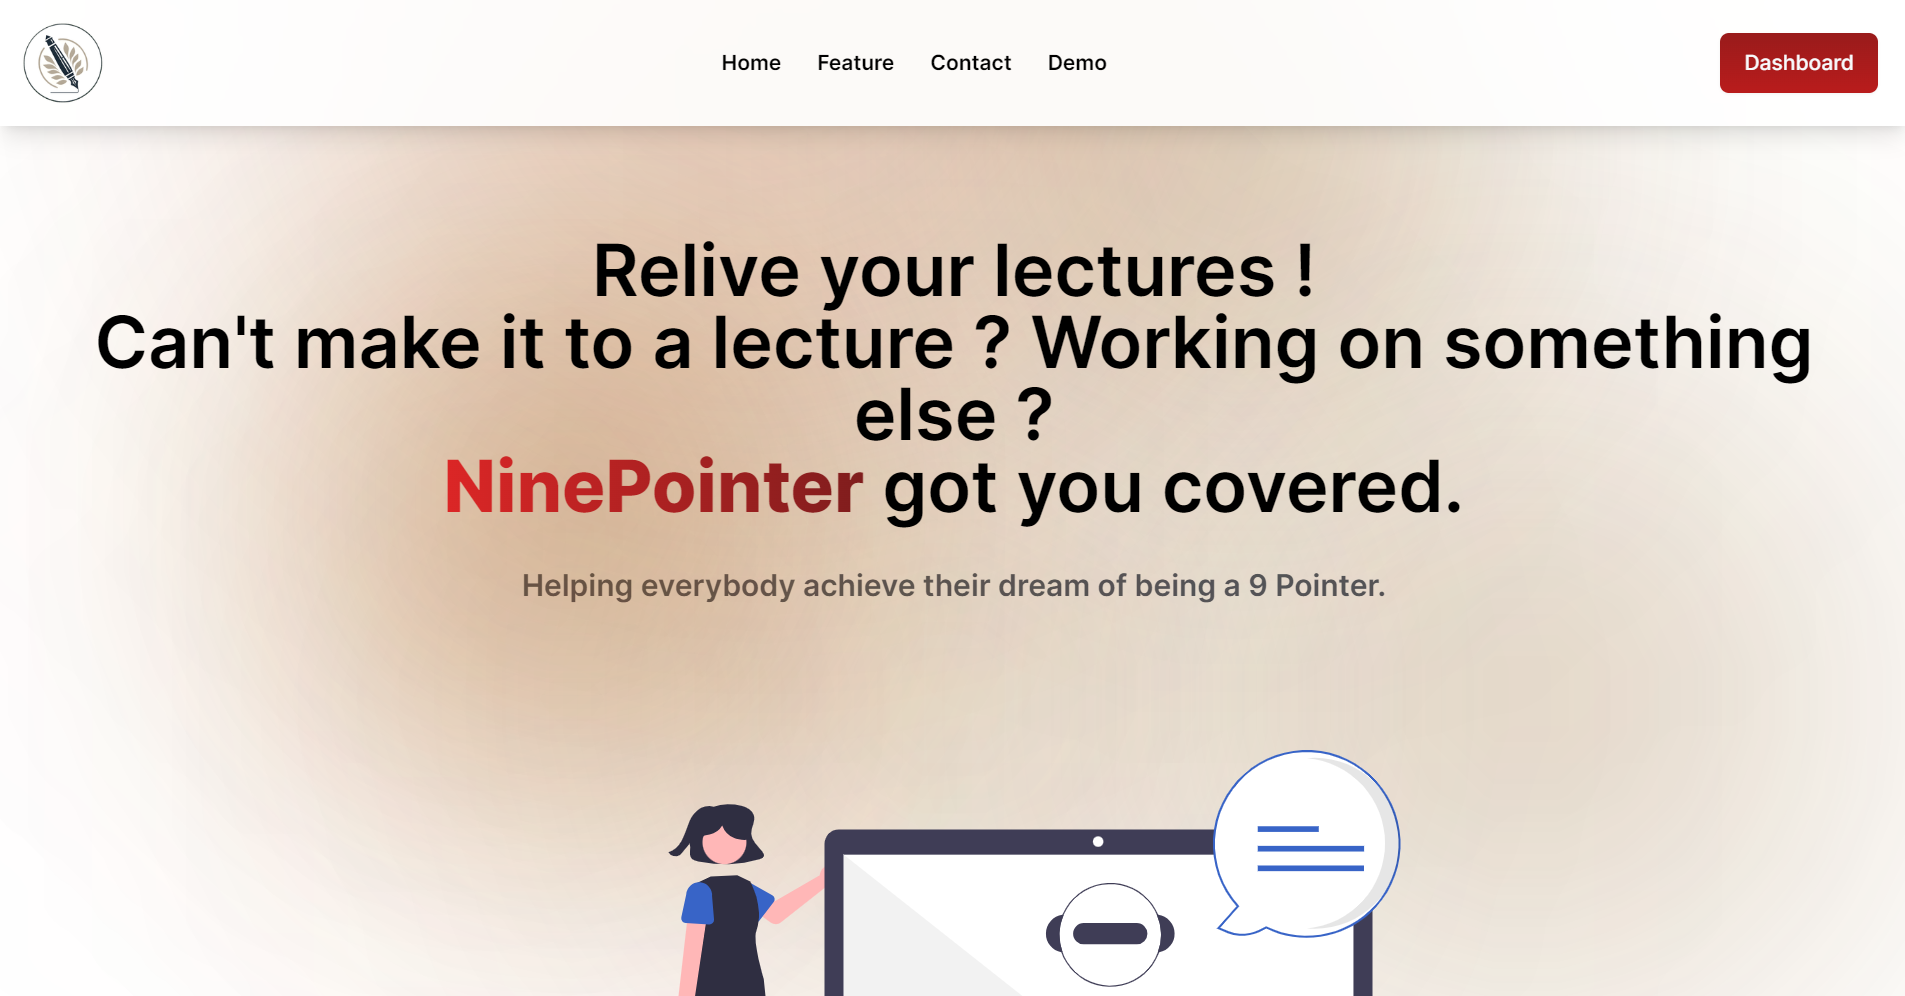 Home Feature Contact Demo
Dashboard
Relive your lectures !
Can't make it to a lecture ? Working on something
else ?
NinePointer got you covered.
Helping everybody achieve their dream of being a 9 Pointer.